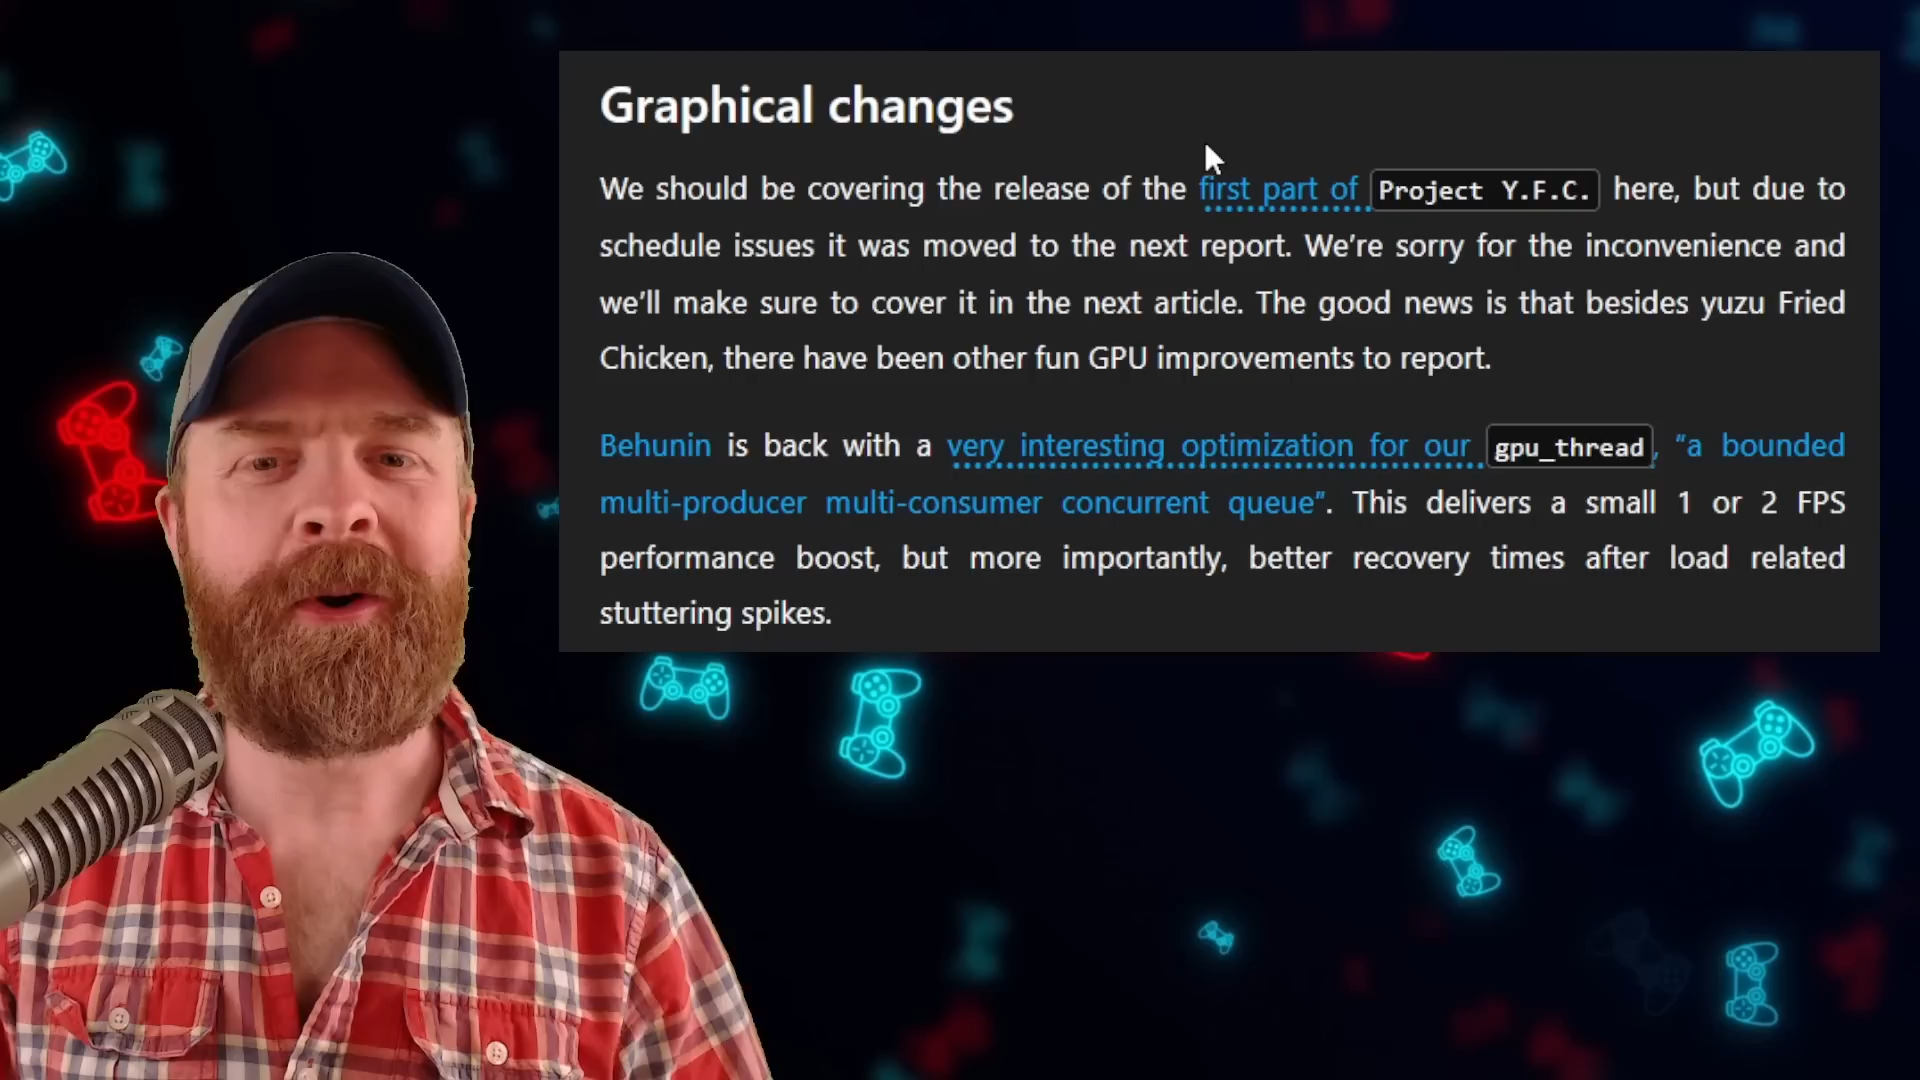 Graphical changes
We should be covering the release of the first part of Project Y.F.C. here, but due to
schedule issues it was moved to the next report. We’re sorry for the inconvenience and
we’ll make sure to cover it in the next article. The good news is that besides yuzu Fried
Chicken, there have been other fun GPU improvements to report.
Behunin is back with a very interesting optimization for our gpu_thread, “a bounded
multi-producer multi-consumer concurrent queue”. This delivers a small 1 or 2 FPS
performance boost, but more importantly, better recovery times after load related
stuttering spikes.